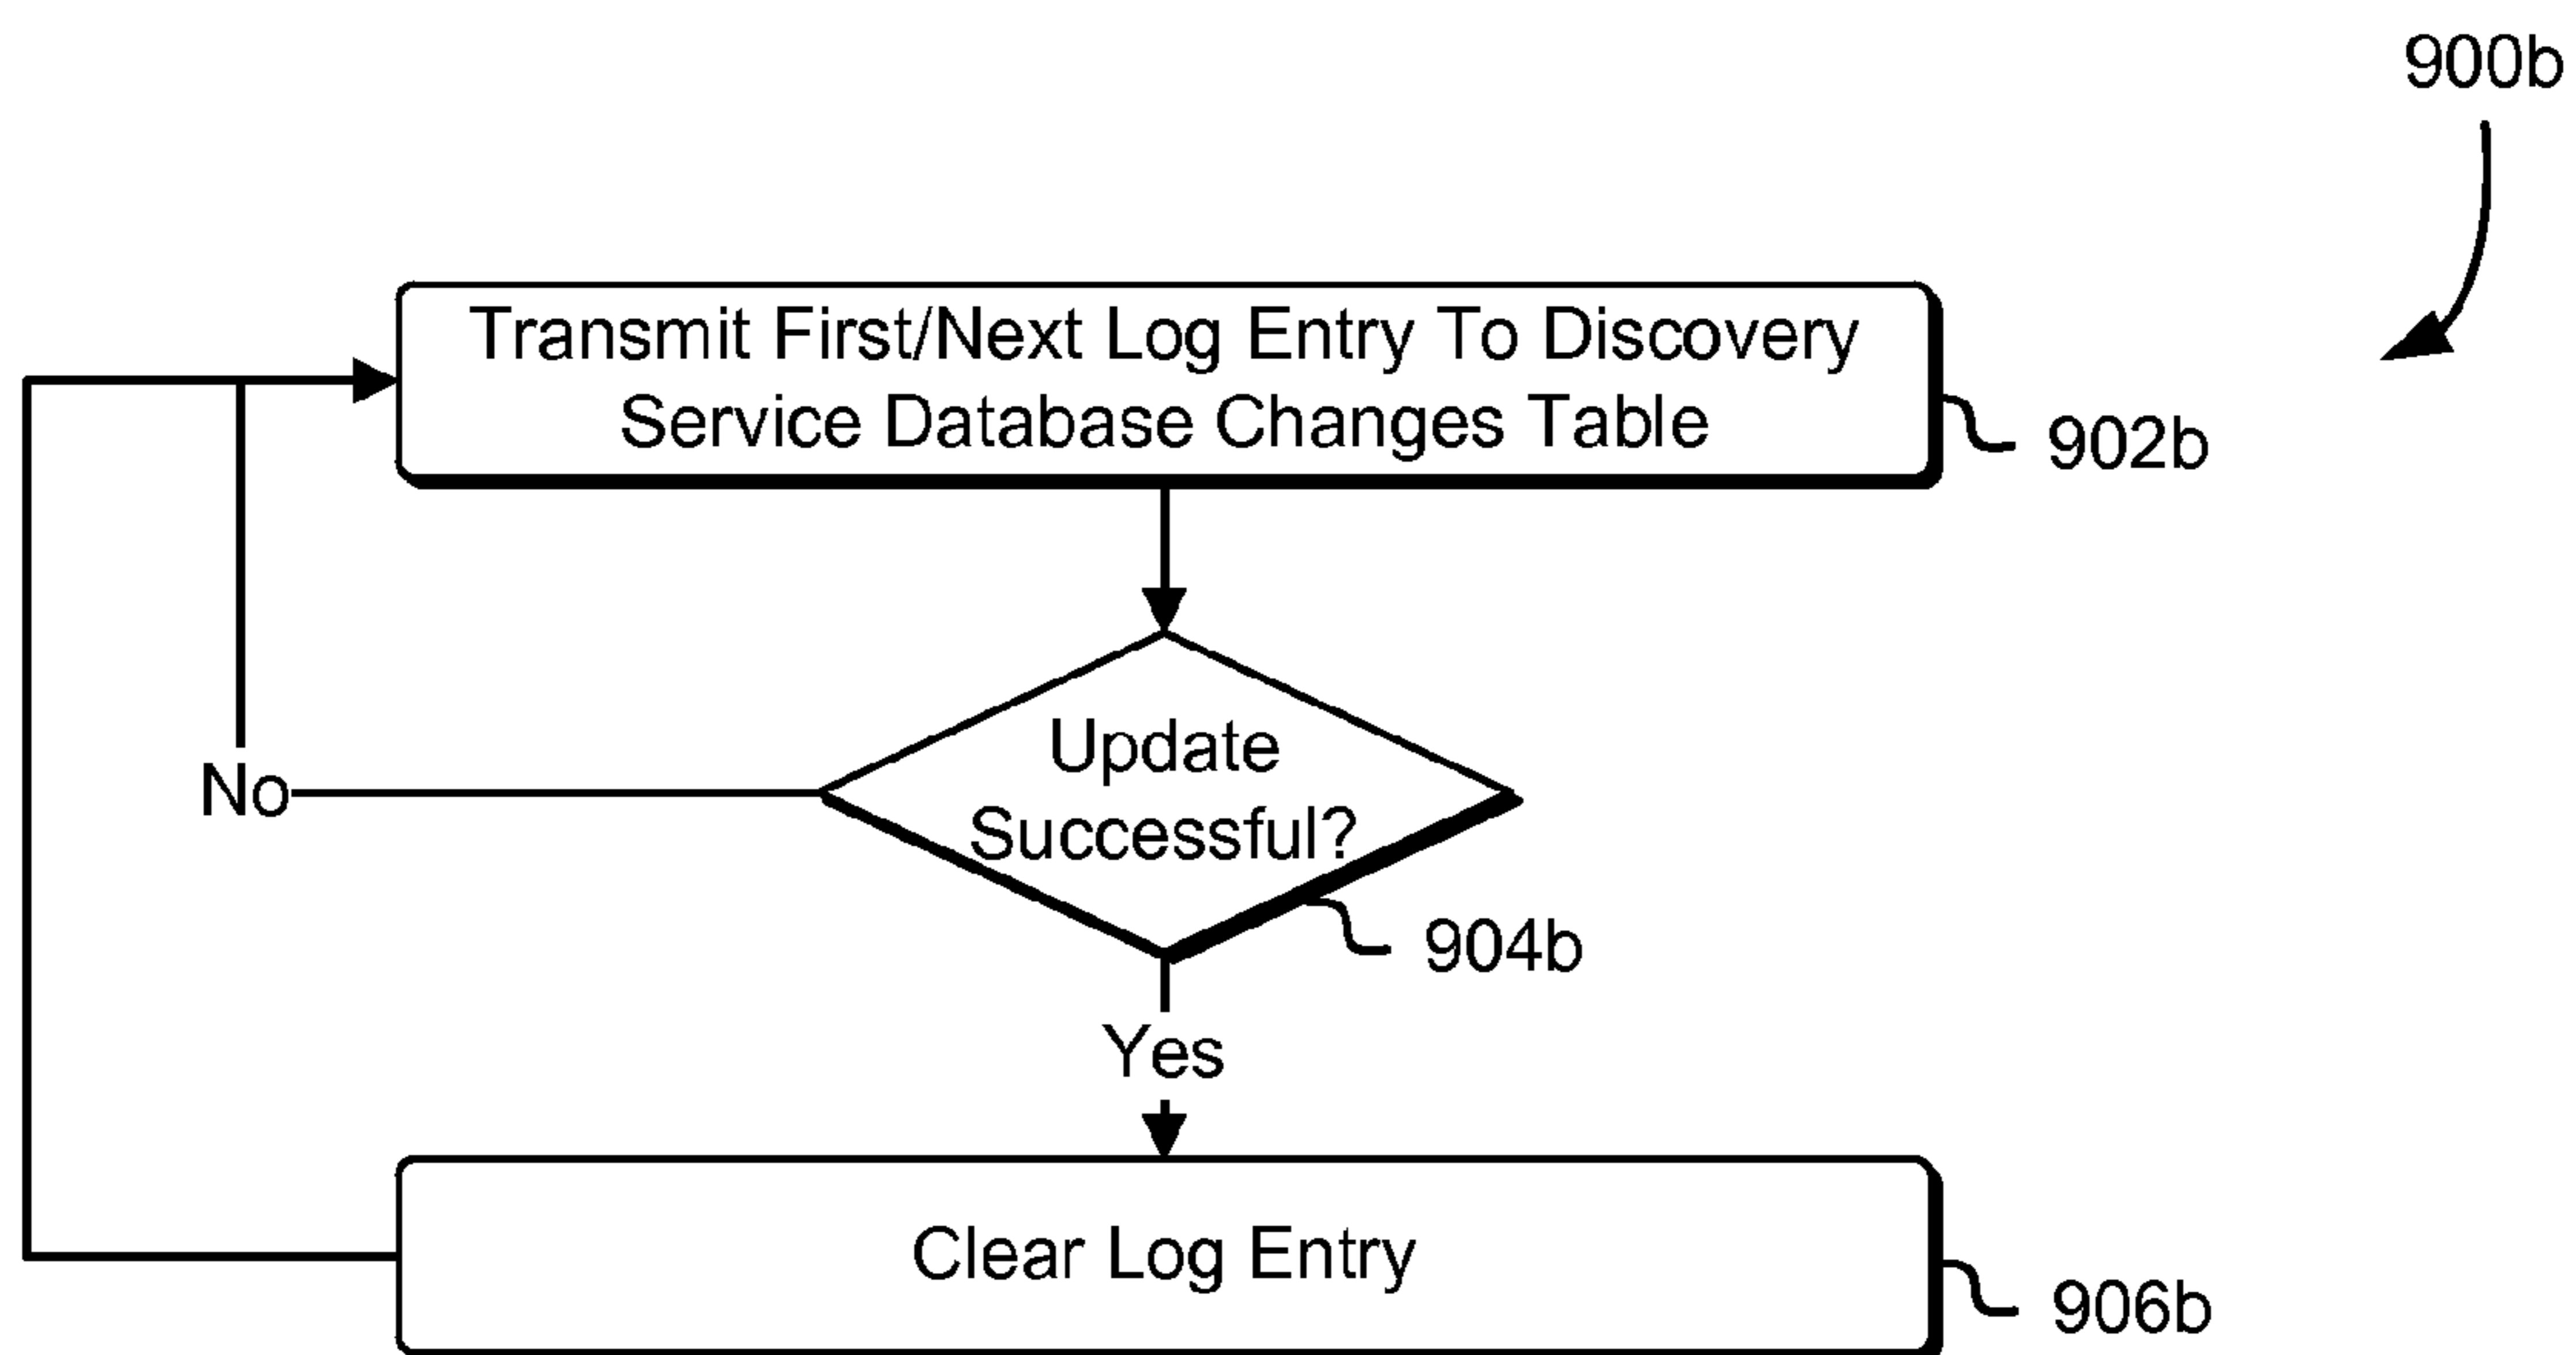 900b
Transmit First/Next Log Entry To Discovery
Service Database Changes Table
902b
Update
Successful?
No
904b
Yes
Clear Log Entry
906b